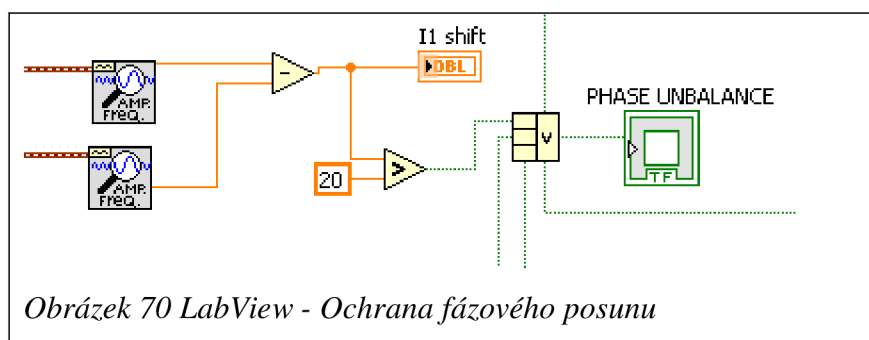 I1 shift
DBL
AMP.
FREQ.
PHASE UNBALANCE
20
>
V
TF
AMP.
FREQ.
Obrázek 70 LabView - Ochrana fázového posunu